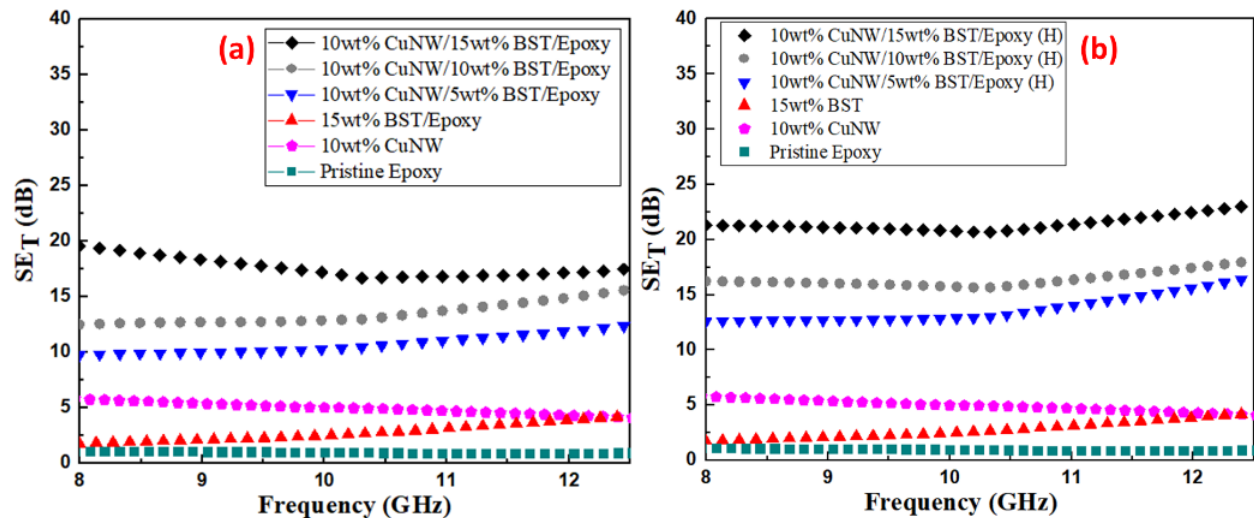 (a)
10wt% CuNW/15wt% BST/Epoxy
10wt% CuNW/10wt% BST/Epoxy
10wt% CuNW/5wt% BST/Epoxy
15wt% BST/Epoxy
10wt% CuNW
Pristine Epoxy
SET (dB)
40
35
30
25
20
15
10
5
0
8
9
10
11
12
Frequency (GHz)
(b)
10wt% CuNW/15wt% BST/Epoxy (H)
10wt% CuNW/10wt% BST/Epoxy (H)
10wt% CuNW/5wt% BST/Epoxy (H)
15wt% BST
10wt% CuNW
Pristine Epoxy
SET (dB)
40
35
30
25
20
15
10
5
0
8
9
10
11
12
Frequency (GHz)